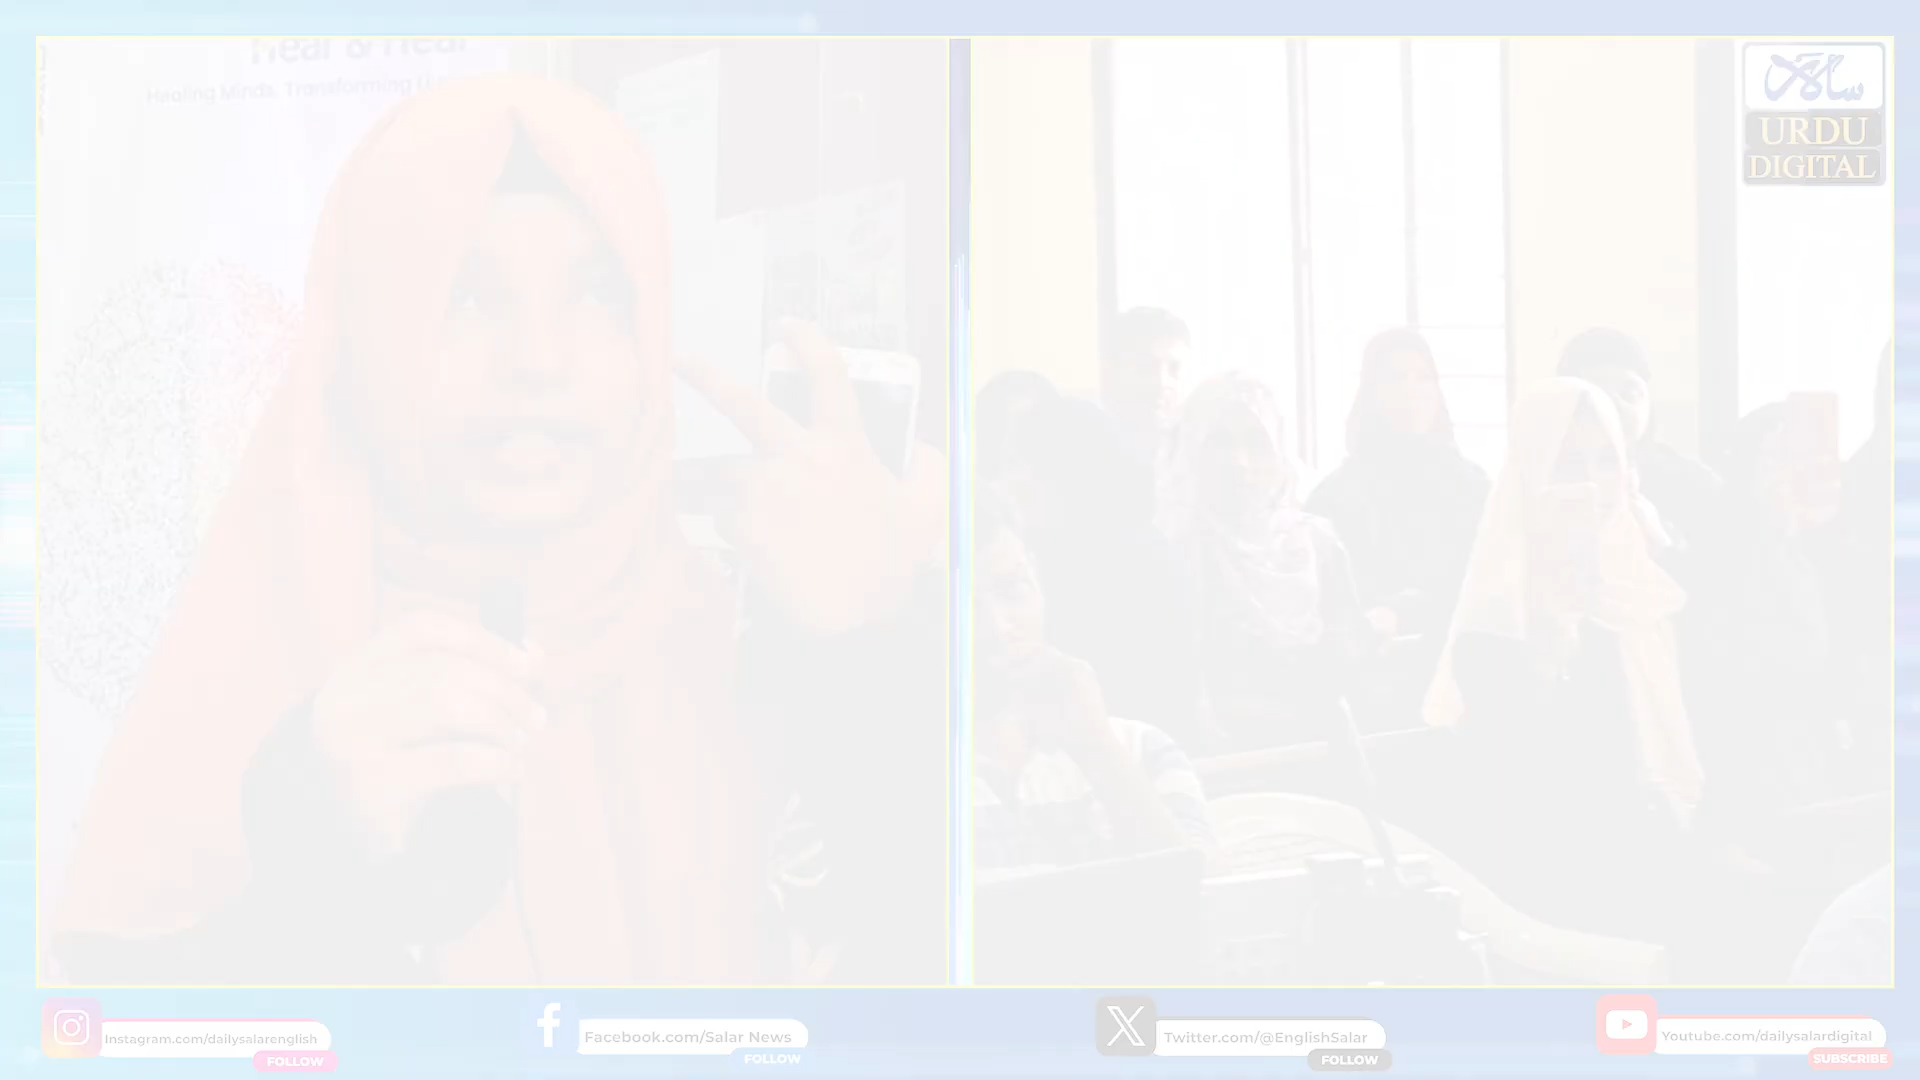 Hear & Heal
Healing Minds. Transforming
سالار
URDU
DIGITAL
Instagram.com/dailysalarenglish
FOLLOW
Facebook.com/Salar News
FOLLOW
Twitter.com/@EnglishSalar
FOLLOW
Youtube.com/dailysalardigital
SUBSCRIBE